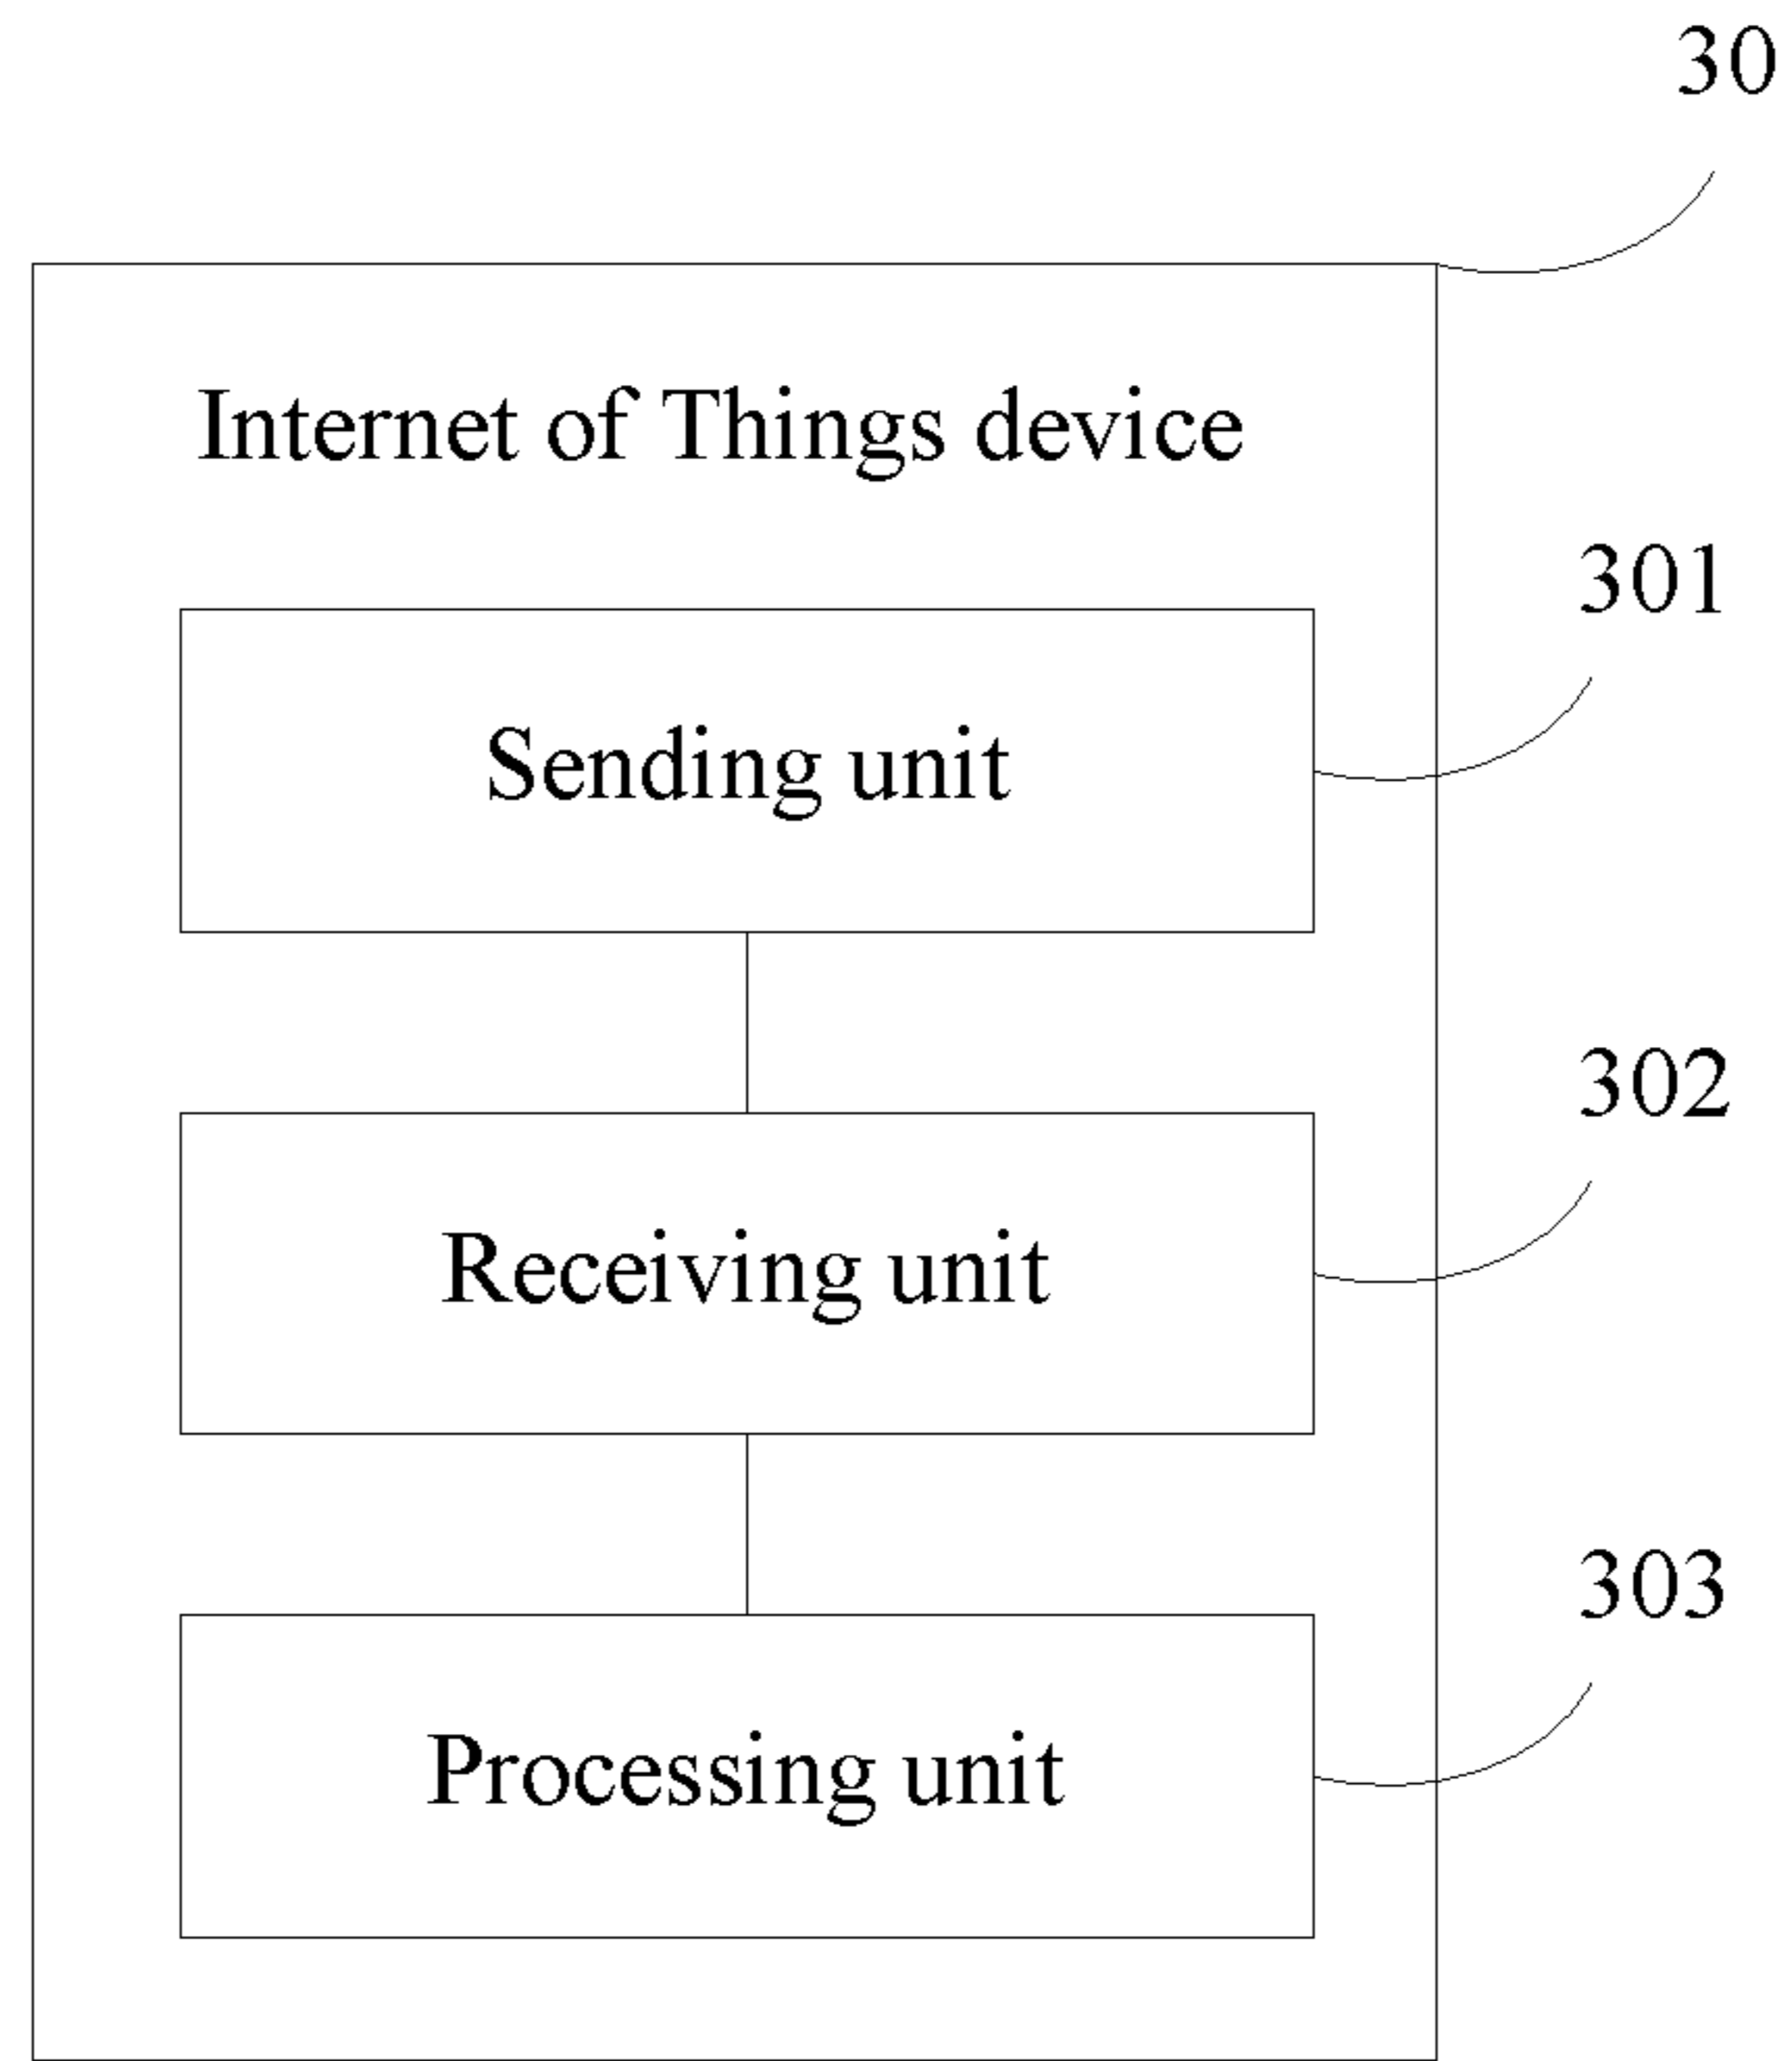 30
Internet of Things device
301
Sending unit
302
Receiving unit
303
Processing unit